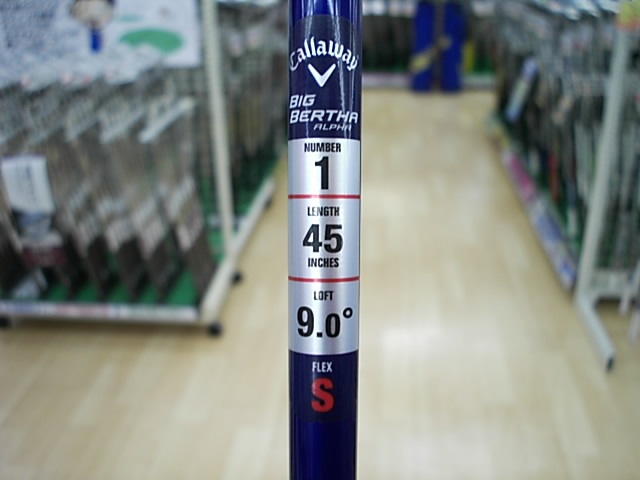 Callaway
BIG
BERTHA
ALPHA
NUMBER
1
LENGTH
45
INCHES
LOFT
9.0°
FLEX
S